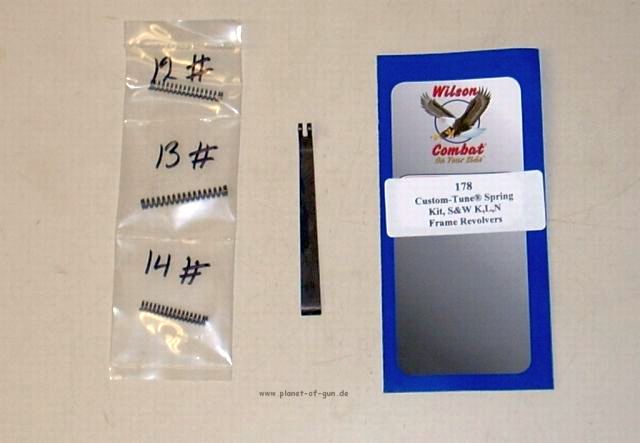 12#
13#
14#
Wilson
Combat®
On Your Side™
178
Custom-Tune® Spring
Kit, S&W K,L,N
Frame Revolvers
www.planet-of-gun.de